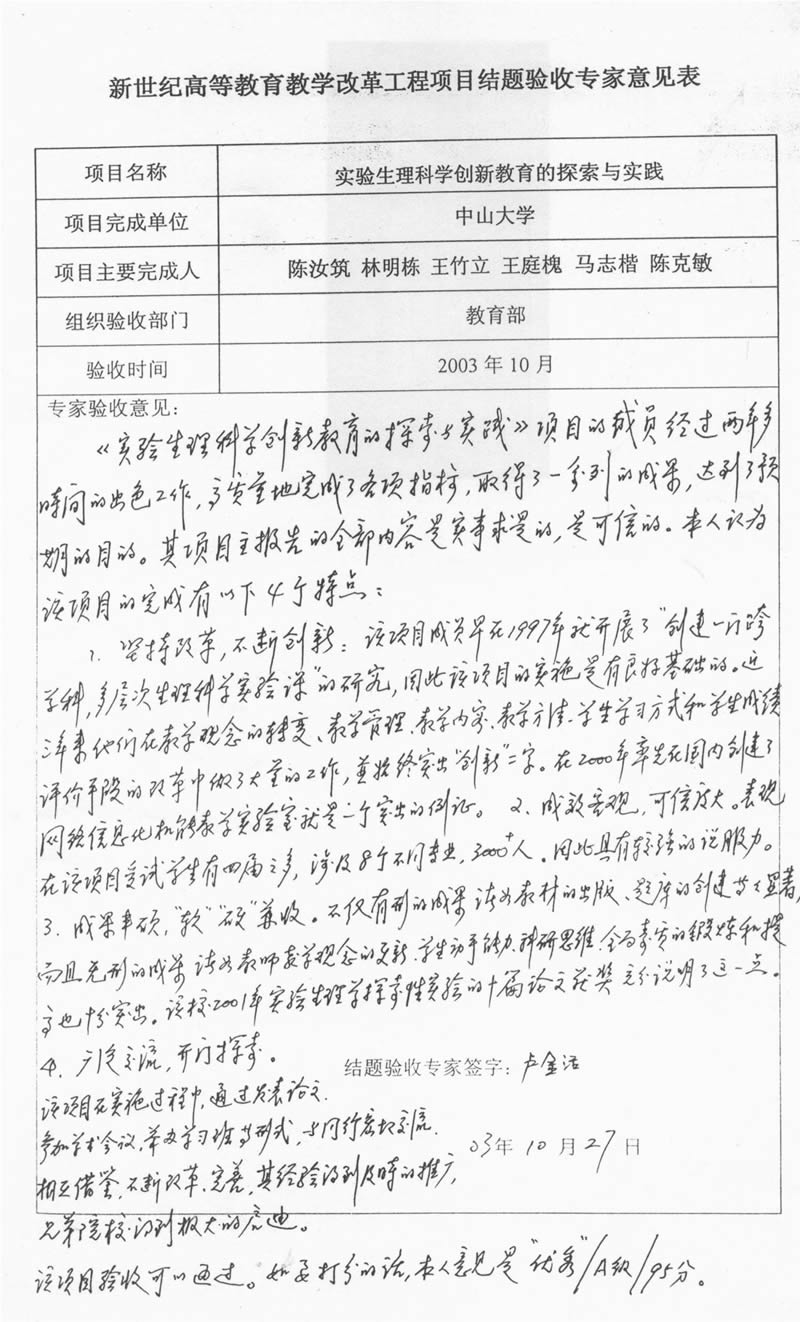 新世纪高等教育教学改革工程项目结题验收专家意见表
项目名称 实验生理科学创新教育的探索与实践
项目完成单位 中山大学
项目主要完成人 陈汝筑 林明栋 王竹立 王庭槐 马志楷 陈克敏
组织验收部门 教育部
验收时间 2003 年 10 月
专家验收意见：
《实验生理科学创新教育的探索与实践》项目的成员经过两年多
时间的出色工作，高质量地完成了各项指标，取得了一系列的成果，达到了预
期的目的。其项目主报告的全部内容是实事求是的，是可信的。本人认为
该项目的完成有以下4个特点：
1. 坚持改革，不断创新：该项目成员早在1997年就开展了“创建一门跨
学科，多层次生理科学实验课”的研究，因此该项目的实施是有良好基础的。近
三年来他们在教学观念的转变、教学管理、教学内容、教学方法、学生学习方式和学生成绩
评价手段的改革中做了大量的工作，并始终突出“创新”二字。在2000年率先在国内创建了
网络信息化机能教学实验室就是一个突出的例证。 2. 成效客观，可信度大。表现
在该项目受试学生有四届之多，涉及8个不同专业，3000+人。因此具有较强的说服力。
3. 成果丰硕，“软”“硕”兼收。不仅有形的成果诸如教材的出版、题库的创建等显著，
而且无形的成果诸如教师教学观念的更新、学生动手能力、科研思维、全面素质的锻炼和提
高也十分突出。该校2001年实验生理学探索性实验的十篇论文获奖充分说明了这一点。
4. 广泛交流，开门探索。
结题验收专家签字：卢金活
该项目在实施过程中，通过发表论文、
参加学术会议、举办学习班等形式，与同行密切交流
03年 10 月 27 日
相互借鉴，不断改革、完善，其经验得到及时的推广，
兄弟院校得到极大的启迪。
该项目验收可以通过。如要打分的话，本人意见是“优秀”/A级/95分。